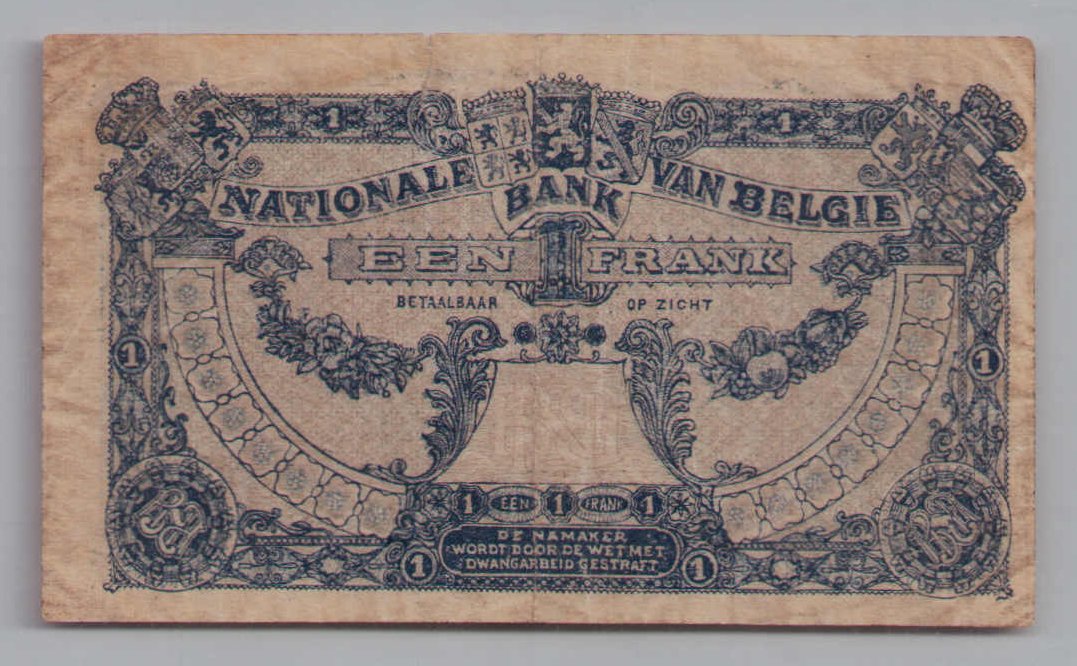 1 1
NATIONALE BANK VAN BELGIE
EEN 1 FRANK
BETAALBAAR OP ZICHT
1 1
1 EEN 1 FRANK 1
DE NAMAKER
WORDT DOOR DE WET MET
1 DWANGARBEID GESTRAFT 1